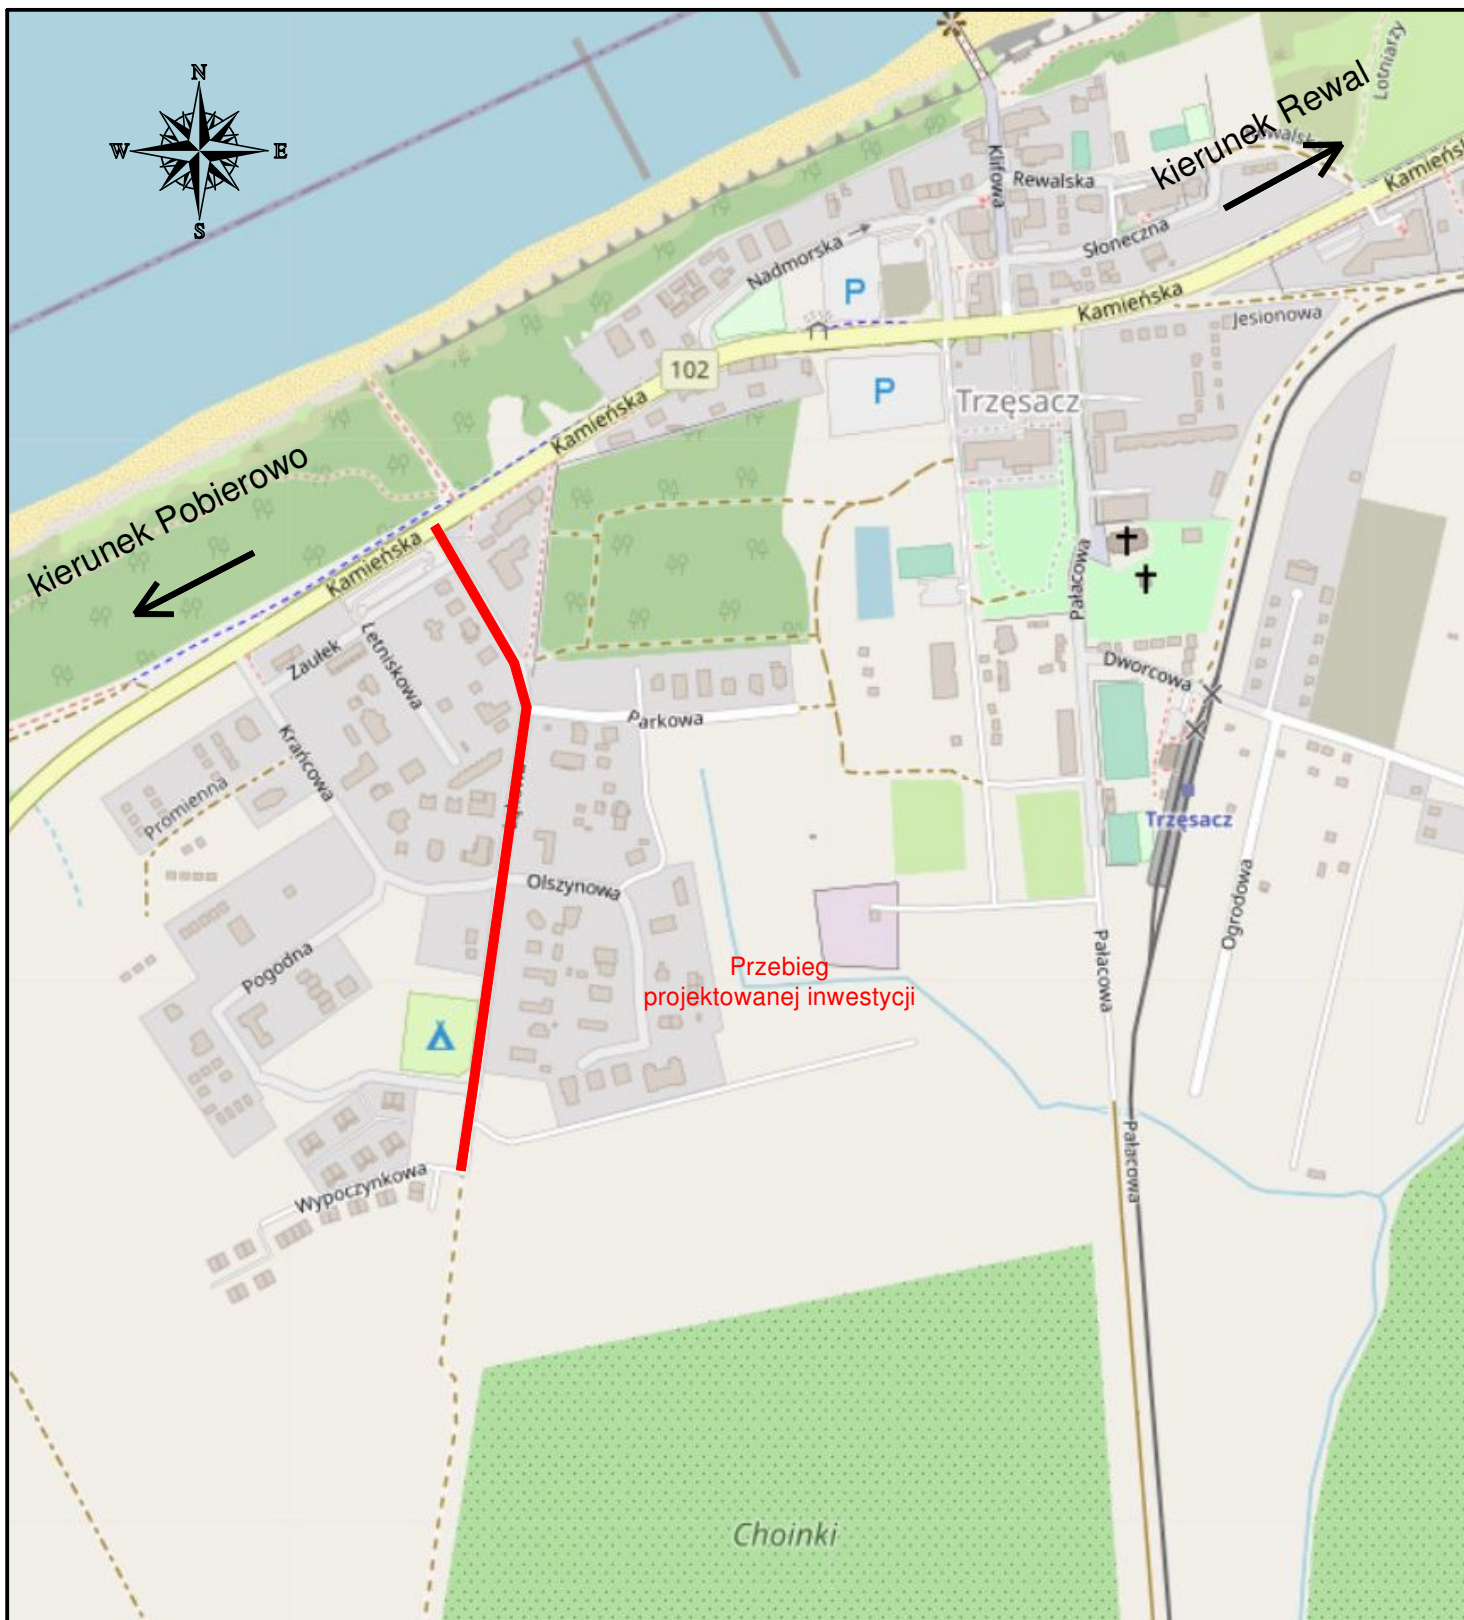 N
W
E
S
Lotniarzy
kierunek Rewal
Kamieńsk
Klifowa
Rewalska
Słoneczna
Nadmorska
P
Kamieńska
Jesionowa
102
P
Trzęsacz
Kamieńska
kierunek Pobierowo
Kamieńska
Pałacowa
Zaułek
Letniskowa
Dworcowa
Parkowa
Krańcowa
Promienna
Trzęsacz
Olszynowa
Ogrodowa
Pogodna
Przebieg
projektowanej inwestycji
Pałacowa
Pałacowa
Wypoczynkowa
Choinki